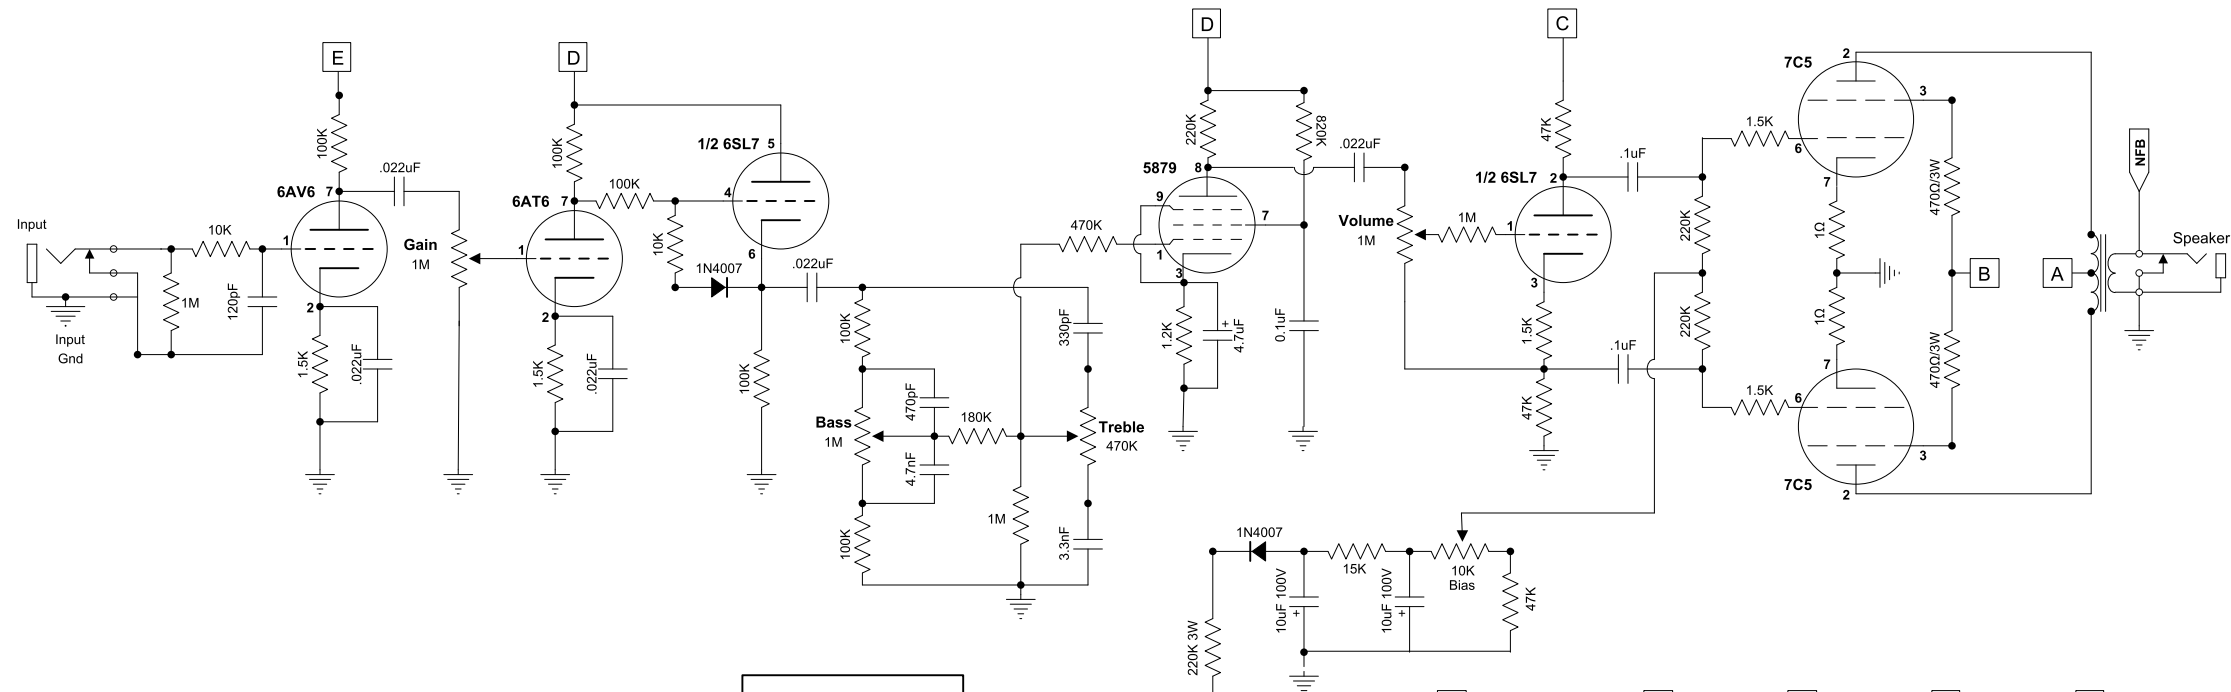 E
D
D
C
100K
6AV6
7
.022uF
Input
10K
1
1M
120pF
Input
Gnd
2
1.5K
.022uF
Gain
1M
100K
6AT6
7
100K
1
2
1.5K
.022uF
1/2 6SL7
5
4
6
10K
1N4007
.022uF
100K
100K
Bass
1M
470pF
4.7nF
180K
100K
1M
330pF
Treble
470K
3.3nF
470K
220K
820K
5879
8
9
7
1
3
1.2K
+
4.7uF
0.1uF
.022uF
Volume
1M
1M
47K
1/2 6SL7
2
1
3
1.5K
47K
.1uF
.1uF
220K
220K
1.5K
1.5K
7C5
2
3
6
7
1Ω
1Ω
7
6
3
2
7C5
470Ω/3W
470Ω/3W
B
A
NFB
Speaker
1N4007
220K 3W
10uF 100V
+
15K
10uF 100V
+
10K
Bias
47K